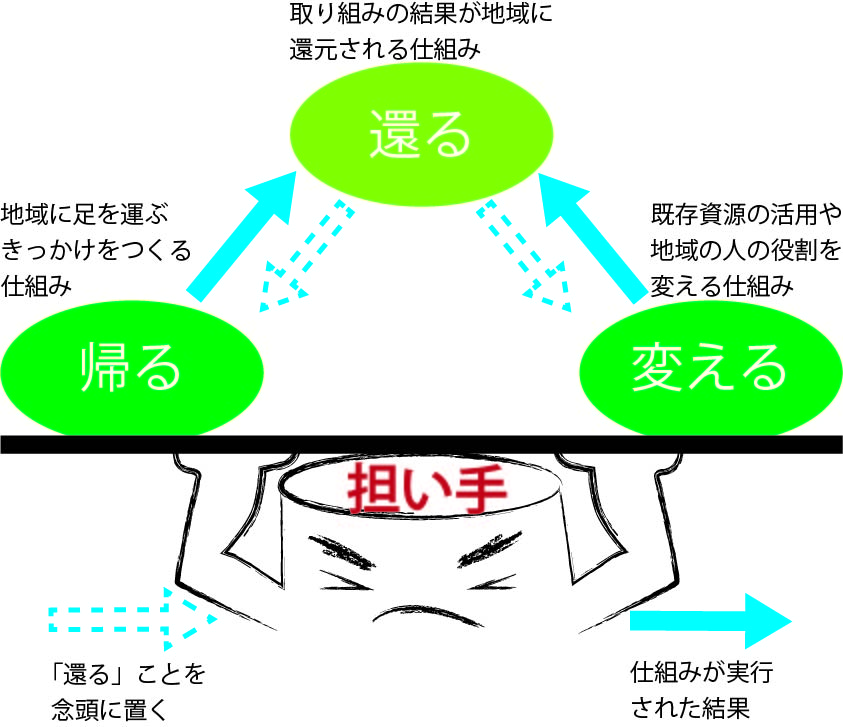 取り組みの結果が地域に
還元される仕組み
還る
地域に足を運ぶ
きっかけをつくる
仕組み
既存資源の活用や
地域の人の役割を
変える仕組み
帰る
変える
担い手
「還る」ことを
念頭に置く
仕組みが実行
された結果